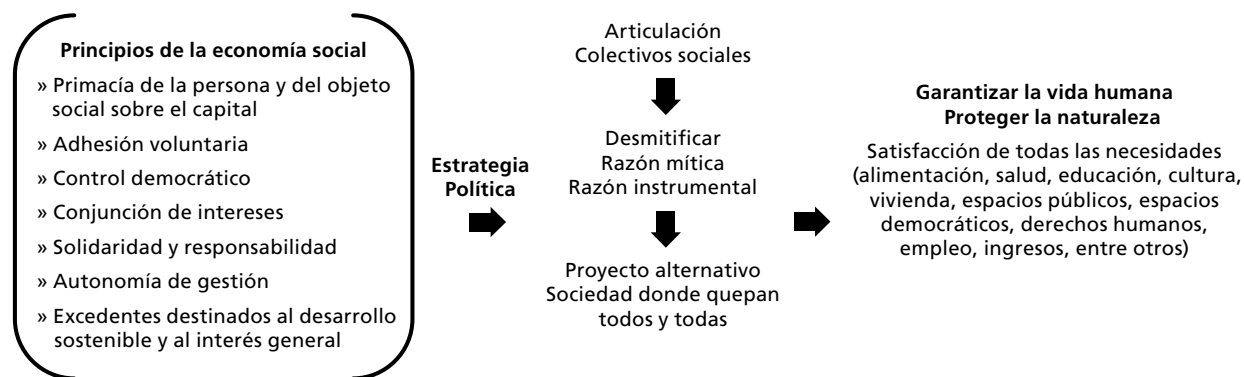 Principios de la economía social
» Primacía de la persona y del objeto
social sobre el capital
» Adhesión voluntaria
» Control democrático
» Conjunción de intereses
» Solidaridad y responsabilidad
» Autonomía de gestión
» Excedentes destinados al desarrollo
sostenible y al interés general
Estrategia
Política
Articulación
Colectivos sociales
Desmitificar
Razón mítica
Razón instrumental
Proyecto alternativo
Sociedad donde quepan
todos y todas
Garantizar la vida humana
Proteger la naturaleza
Satisfacción de todas las necesidades
(alimentación, salud, educación, cultura,
vivienda, espacios públicos, espacios
democráticos, derechos humanos,
empleo, ingresos, entre otros)